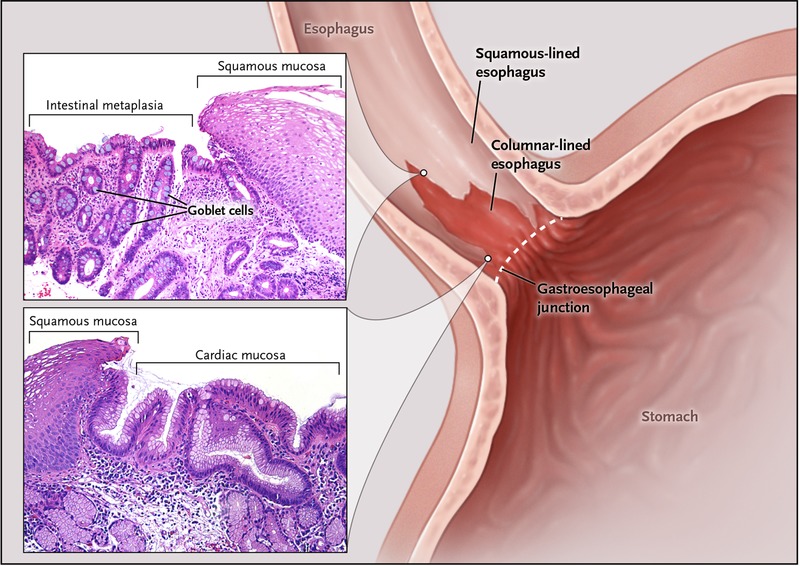 Esophagus
Squamous-lined
esophagus
Squamous mucosa
Intestinal metaplasia
Columnar-lined
esophagus
Goblet cells
Gastroesophageal
junction
Squamous mucosa
Cardiac mucosa
Stomach